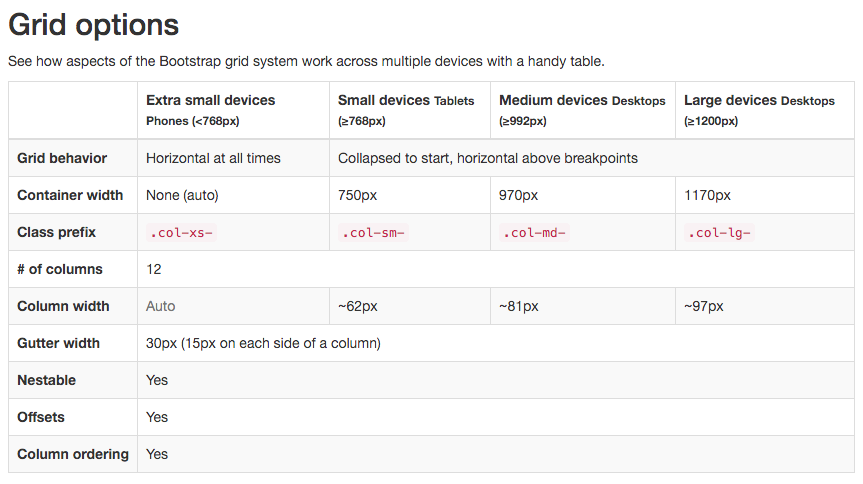 Grid options
See how aspects of the Bootstrap grid system work across multiple devices with a handy table.
Extra small devices Small devices Tablets Medium devices Desktops Large devices Desktops
Phones (<768px) (≥768px) (≥992px) (≥1200px)
Grid behavior Horizontal at all times Collapsed to start, horizontal above breakpoints
Container width None (auto) 750px 970px 1170px
Class prefix .col-xs- .col-sm- .col-md- .col-lg-
# of columns 12
Column width Auto ~62px ~81px ~97px
Gutter width 30px (15px on each side of a column)
Nestable Yes
Offsets Yes
Column ordering Yes